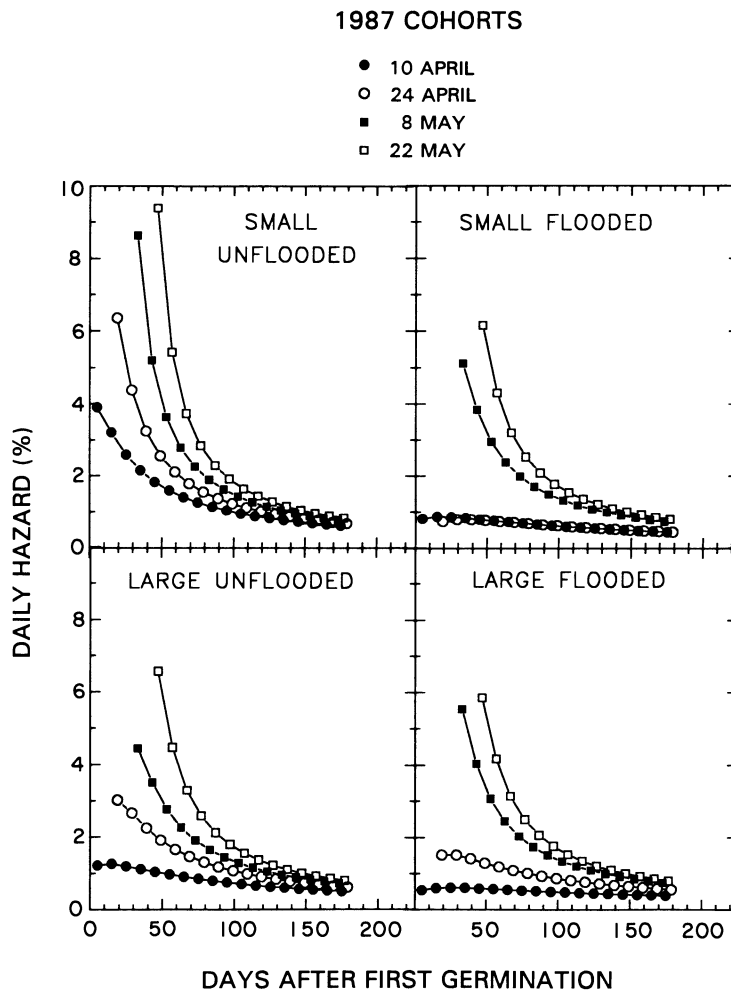 1987 COHORTS
10 APRIL
24 APRIL
8 MAY
22 MAY
DAILY HAZARD (%)
10
8
6
4
2
0
SMALL
UNFLOODED
SMALL FLOODED
8
6
4
2
0
LARGE UNFLOODED
LARGE FLOODED
0 50 100 150 200
50 100 150 200
DAYS AFTER FIRST GERMINATION